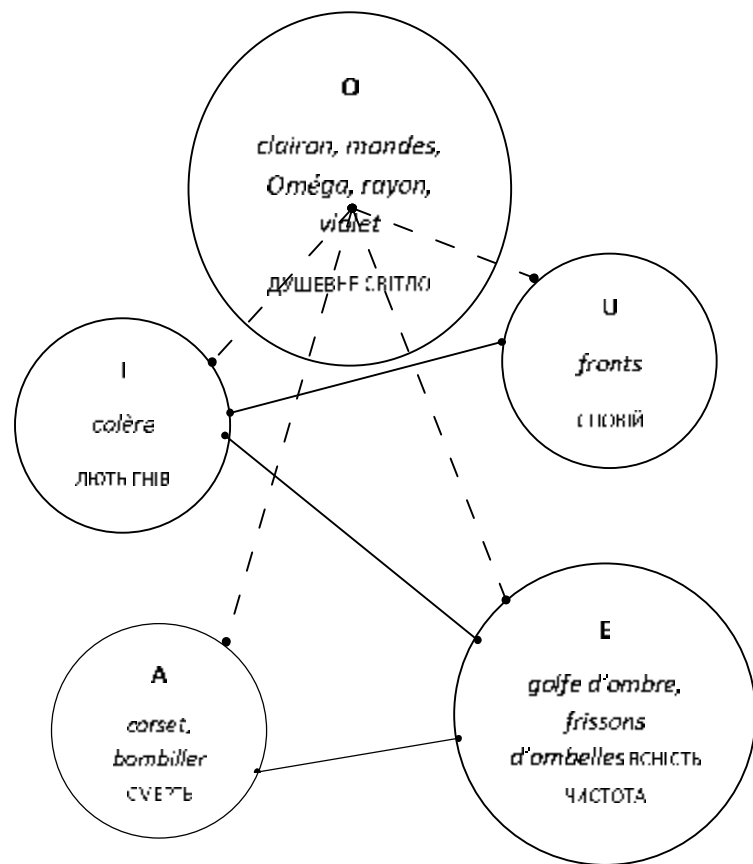 O
clairon, mondes,
Oméga, rayon,
violet
ДУШЕВНЕ СВІТЛО
U
fronts
СПОКІЙ
I
colère
ЛЮТЬ ГНІВ
A
corset,
bombiller
СМЕРТЬ
E
golfe d'ombre,
frissons
d'ombelles ЯСНІСТЬ
ЧИСТОТА